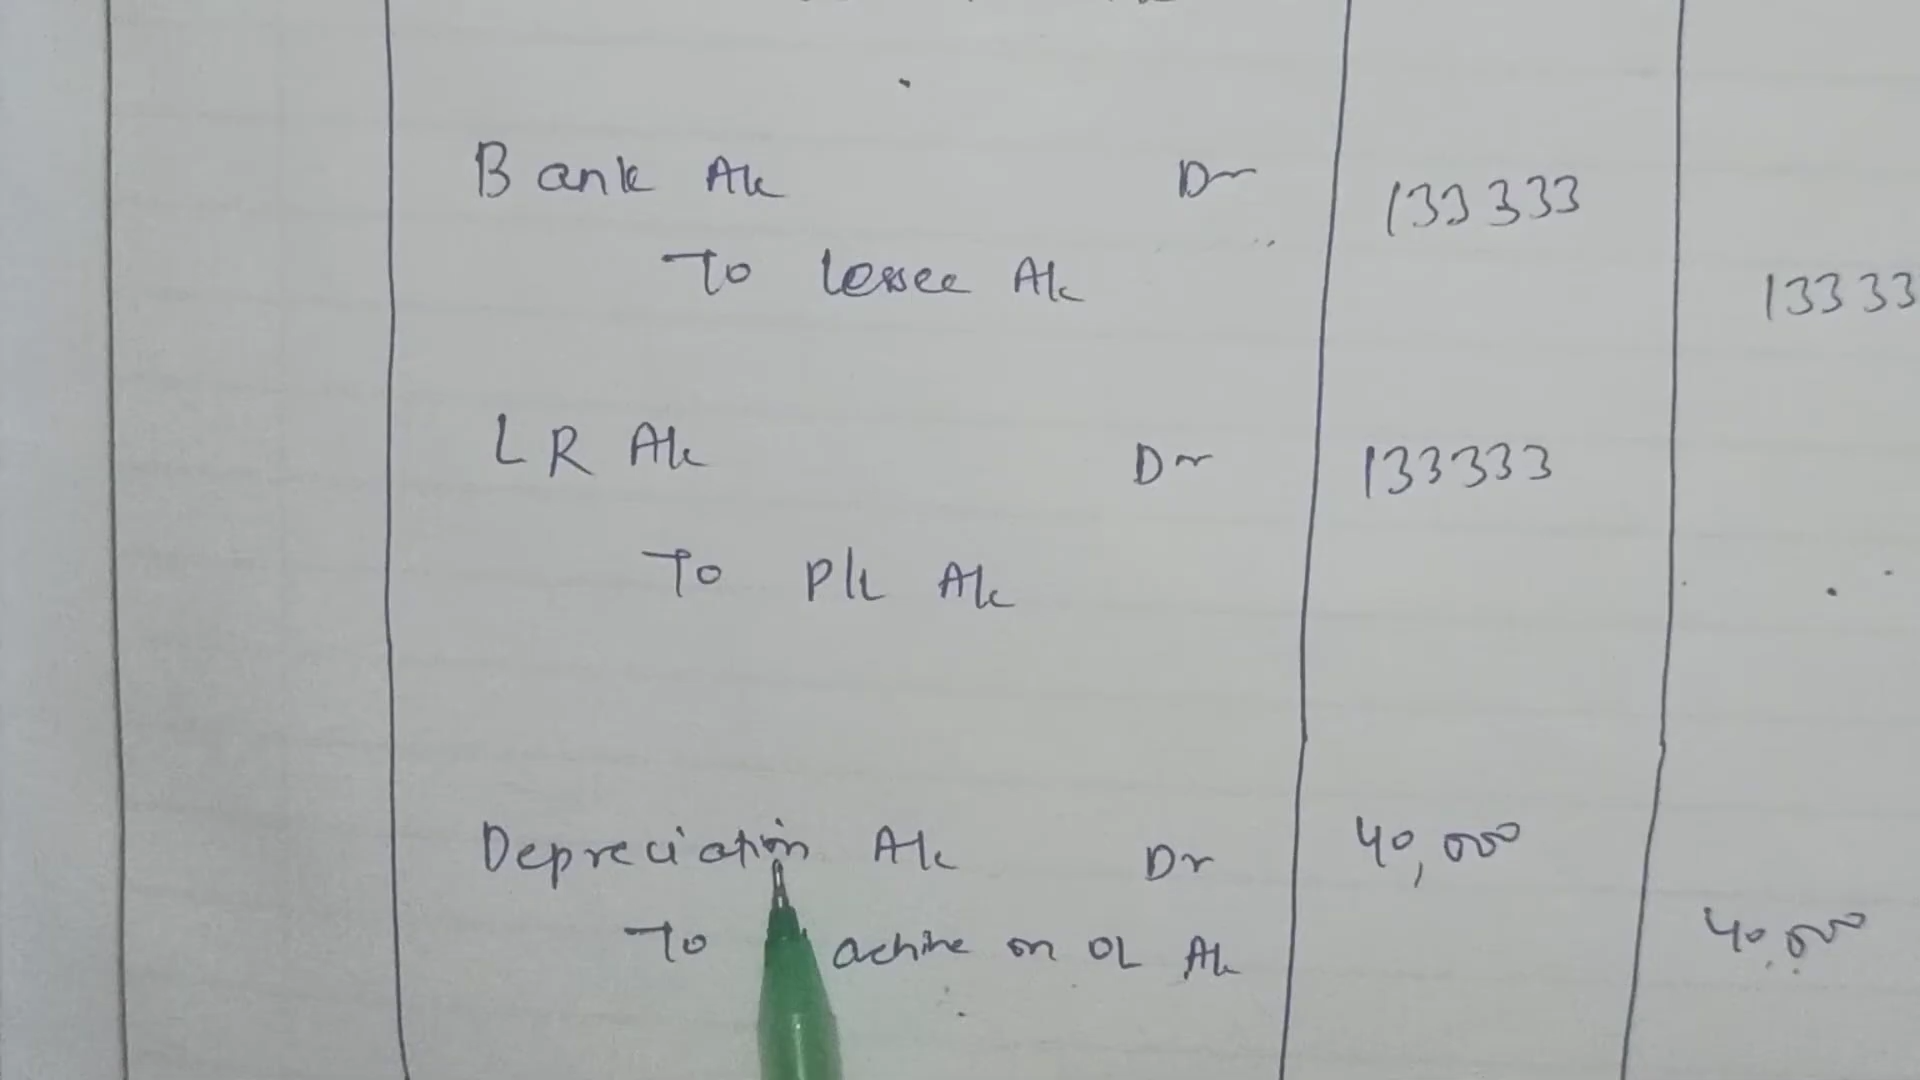 Bank A/c Dr 133333
To lessee A/c 13333
LR A/c Dr 133333
To P/L A/c
Depreciation A/c Dr 40,000
To achine on OL A/c 40,000